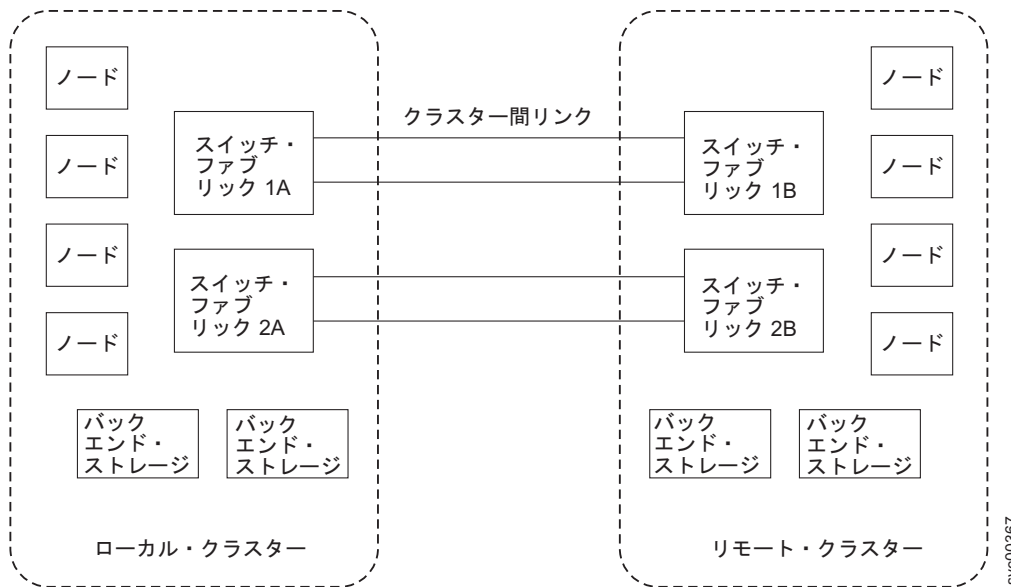 ノード
ノード
ノード
ノード
スイッチ・
ファブ
リック 1A
スイッチ・
ファブ
リック 2A
バック
エンド・
ストレージ
バック
エンド・
ストレージ
ローカル・クラスター
クラスター間リンク
スイッチ・
ファブ
リック 1B
スイッチ・
ファブ
リック 2B
ノード
ノード
ノード
ノード
バック
エンド・
ストレージ
バック
エンド・
ストレージ
リモート・クラスター